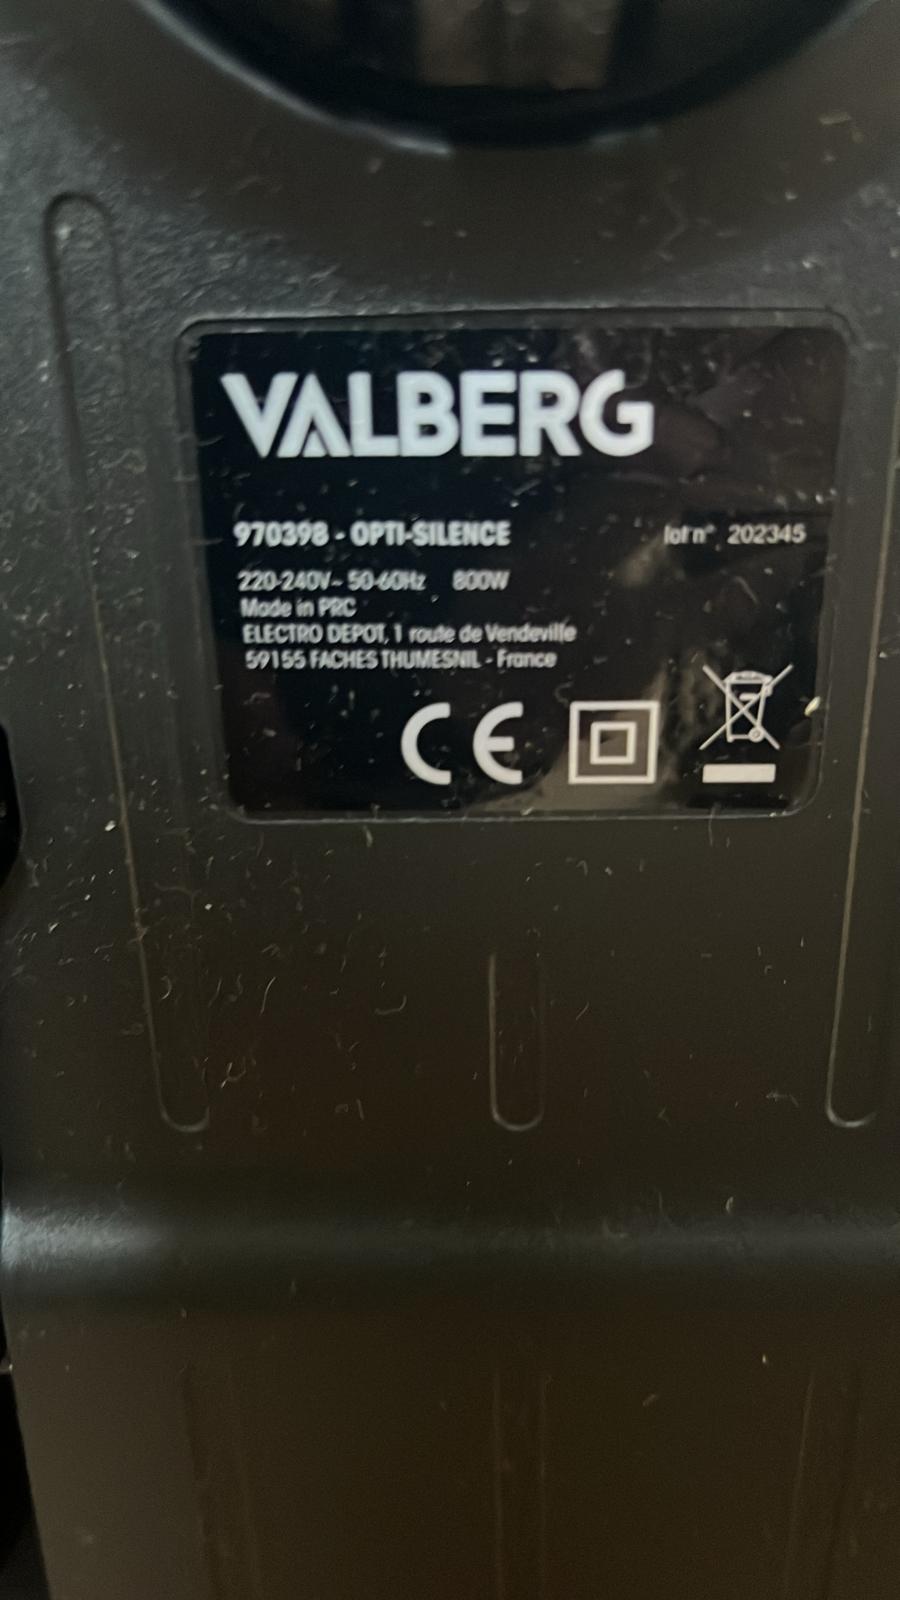 VALBERG
970398 - OPTI-SILENCE lot n° 202345
220-240V~ 50-60Hz 800W
Made in PRC
ELECTRO DEPOT, 1 route de Vendeville
59155 FACHES THUMESNIL - France
CE